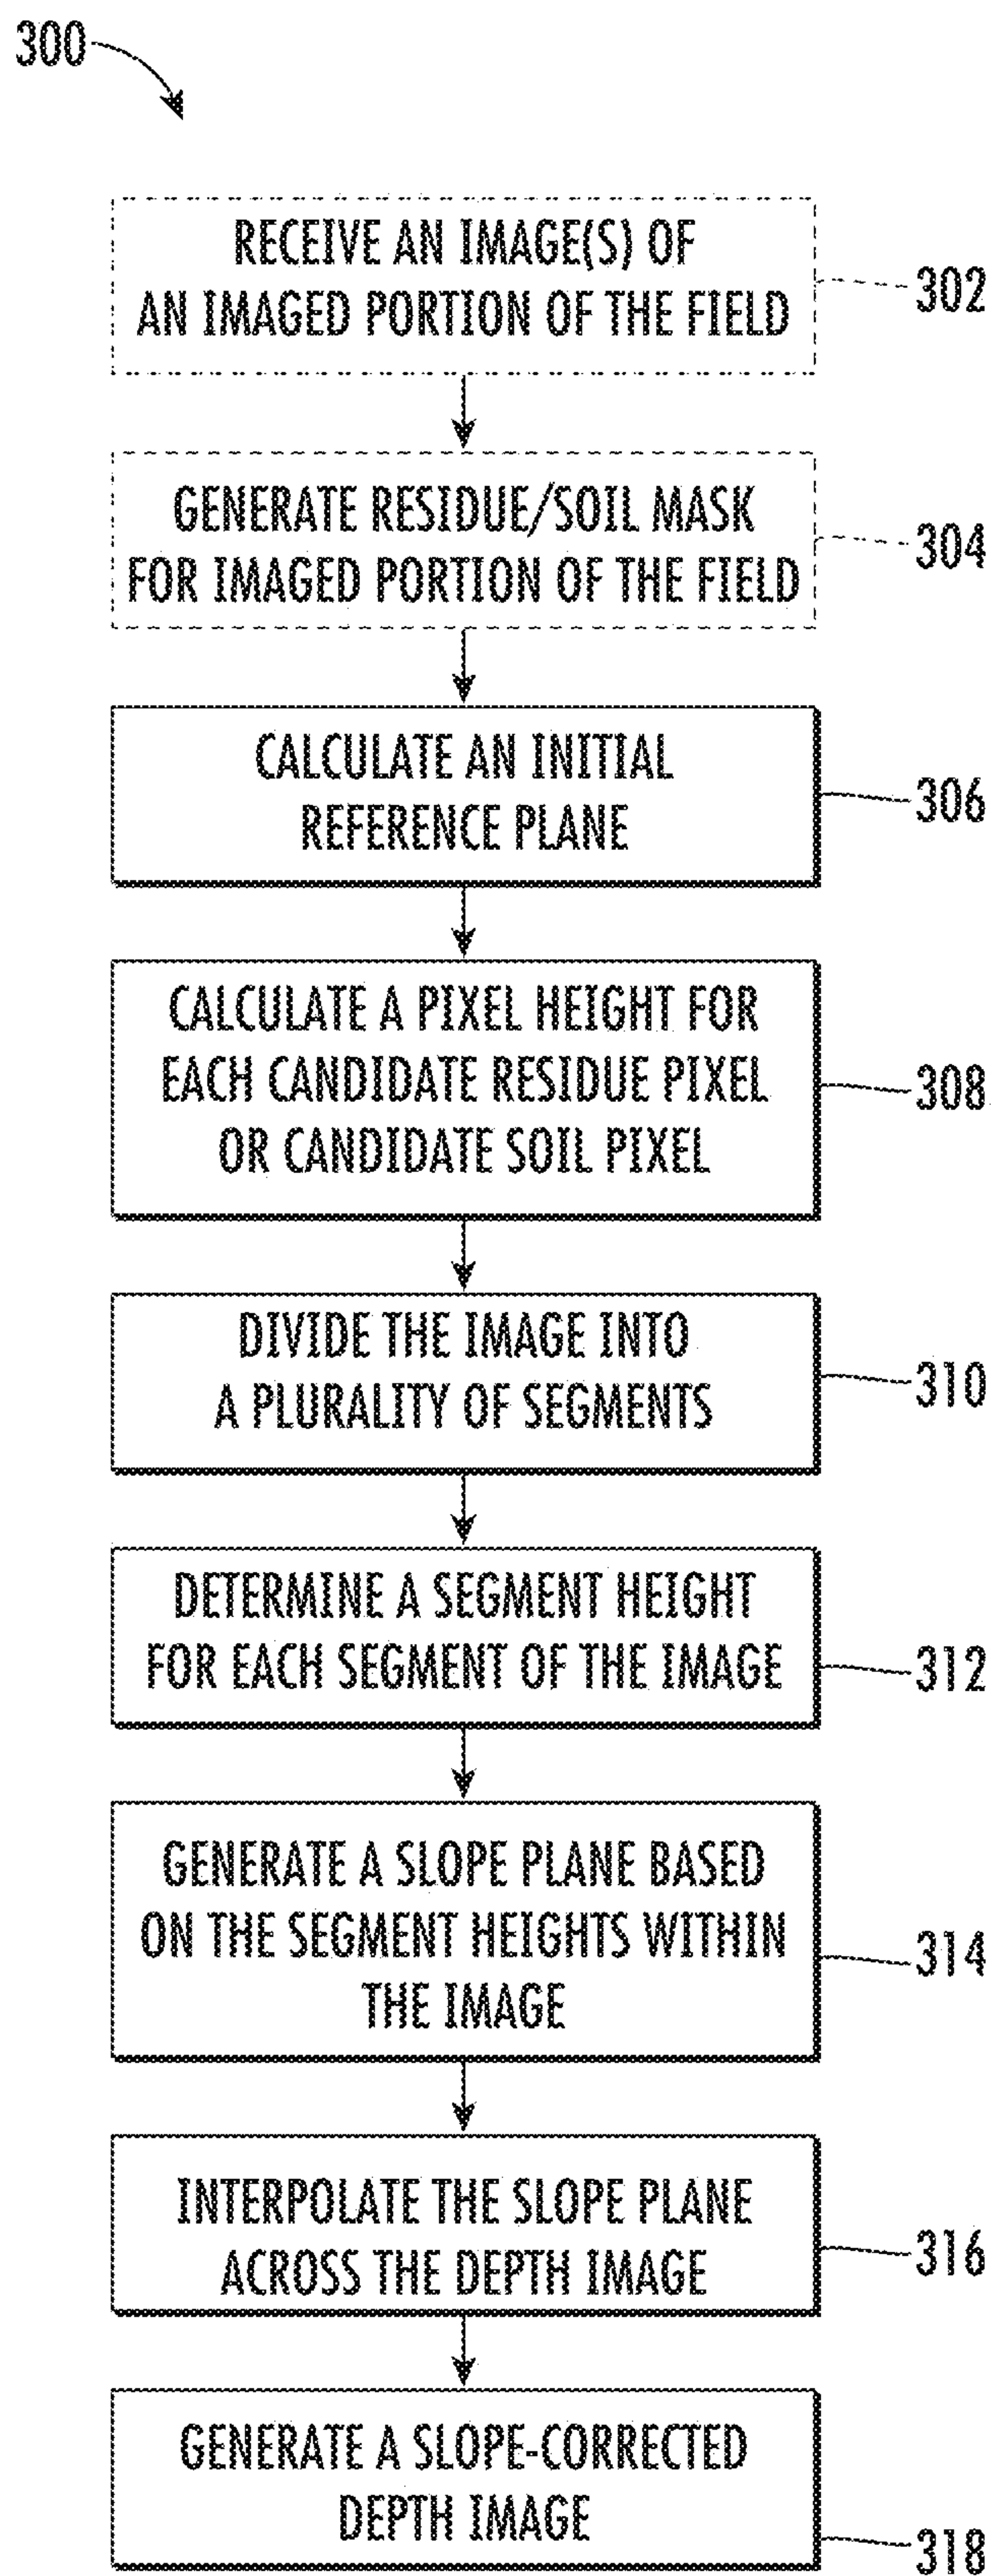 300
RECEIVE AN IMAGE(S) OF
AN IMAGED PORTION OF THE FIELD
302
GENERATE RESIDUE/SOIL MASK
FOR IMAGED PORTION OF THE FIELD
304
CALCULATE AN INITIAL
REFERENCE PLANE
306
CALCULATE A PIXEL HEIGHT FOR
EACH CANDIDATE RESIDUE PIXEL
OR CANDIDATE SOIL PIXEL
308
DIVIDE THE IMAGE INTO
A PLURALITY OF SEGMENTS
310
DETERMINE A SEGMENT HEIGHT
FOR EACH SEGMENT OF THE IMAGE
312
GENERATE A SLOPE PLANE BASED
ON THE SEGMENT HEIGHTS WITHIN
THE IMAGE
314
INTERPOLATE THE SLOPE PLANE
ACROSS THE DEPTH IMAGE
316
GENERATE A SLOPE-CORRECTED
DEPTH IMAGE
318